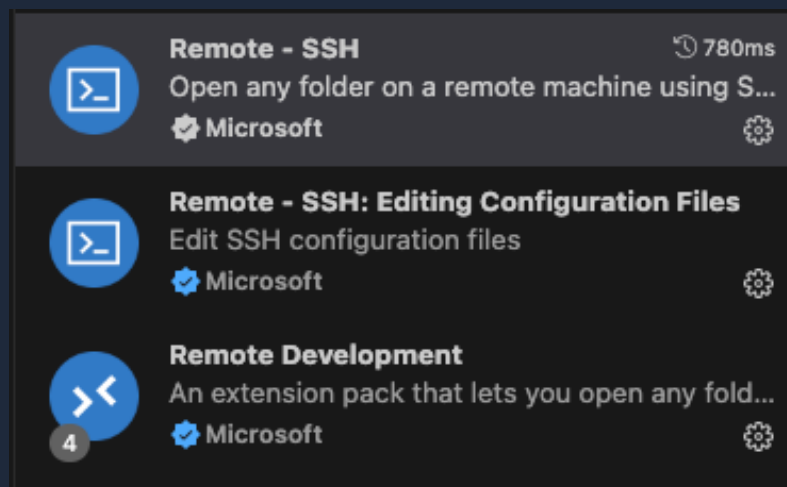 Remote - SSH 780ms
Open any folder on a remote machine using S...
Microsoft
Remote - SSH: Editing Configuration Files
Edit SSH configuration files
Microsoft
Remote Development
An extension pack that lets you open any fold...
4 Microsoft